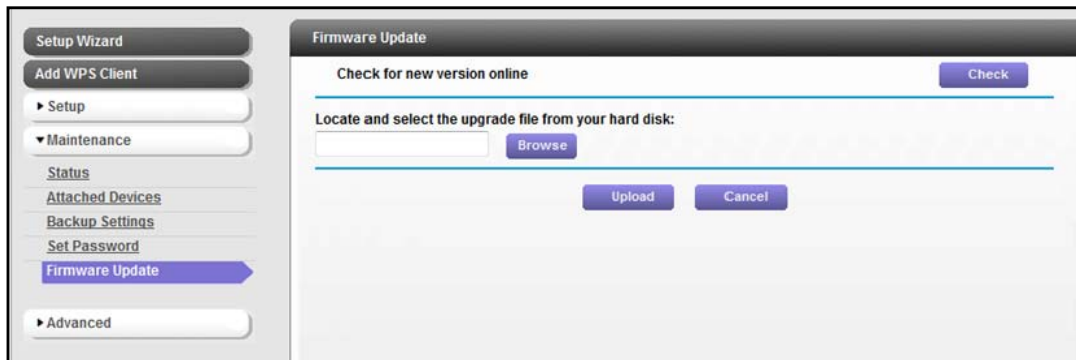 Setup Wizard
Add WPS Client
Setup
Maintenance
Status
Attached Devices
Backup Settings
Set Password
Firmware Update
Advanced
Firmware Update
Check for new version online
Check
Locate and select the upgrade file from your hard disk:
Browse
Upload
Cancel